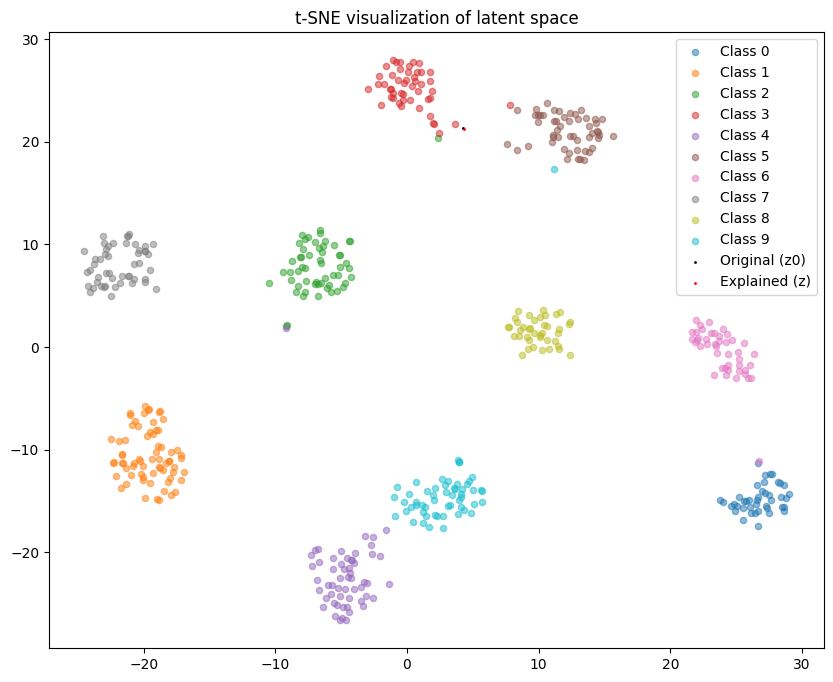 t-SNE visualization of latent space
30
20
10
0
−10
−20
−20
−10
0
10
20
30
Class 0
Class 1
Class 2
Class 3
Class 4
Class 5
Class 6
Class 7
Class 8
Class 9
Original (z0)
Explained (z)